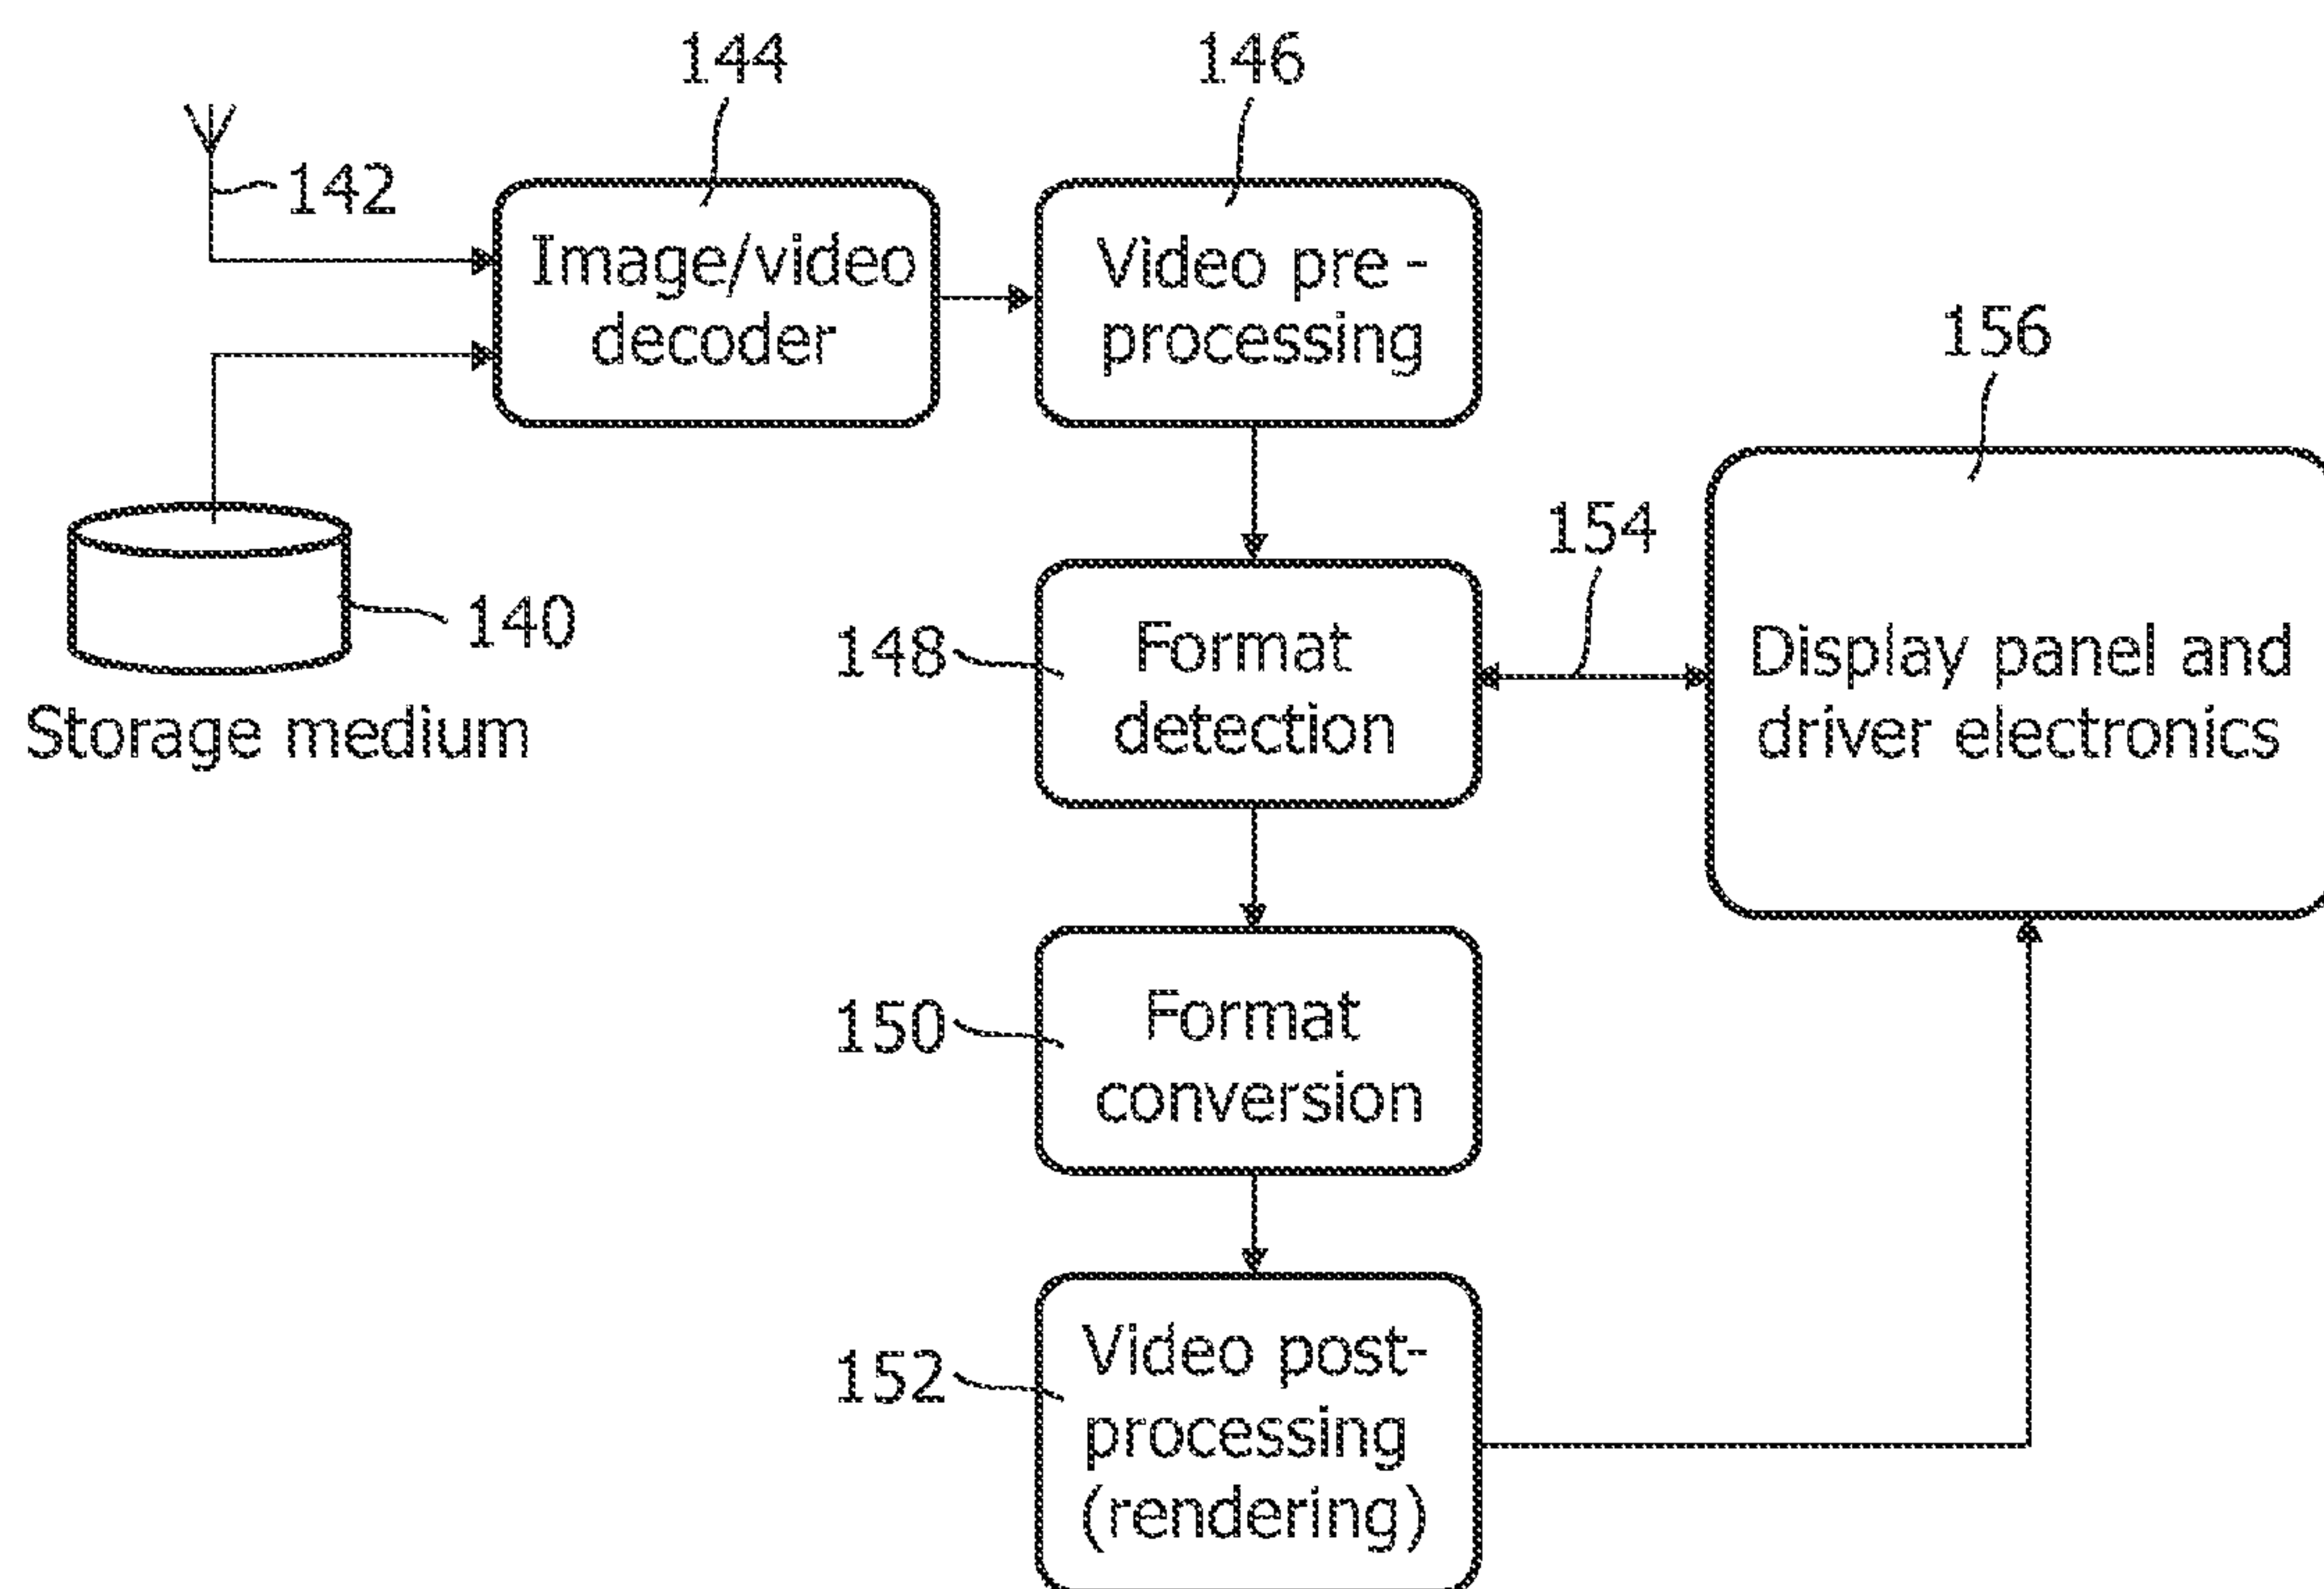 144
146
142
Image/video
decoder
Video pre -
processing
156
154
140
Storage medium
148
Format
detection
Display panel and
driver electronics
150
Format
conversion
152
Video post-
processing
(rendering)